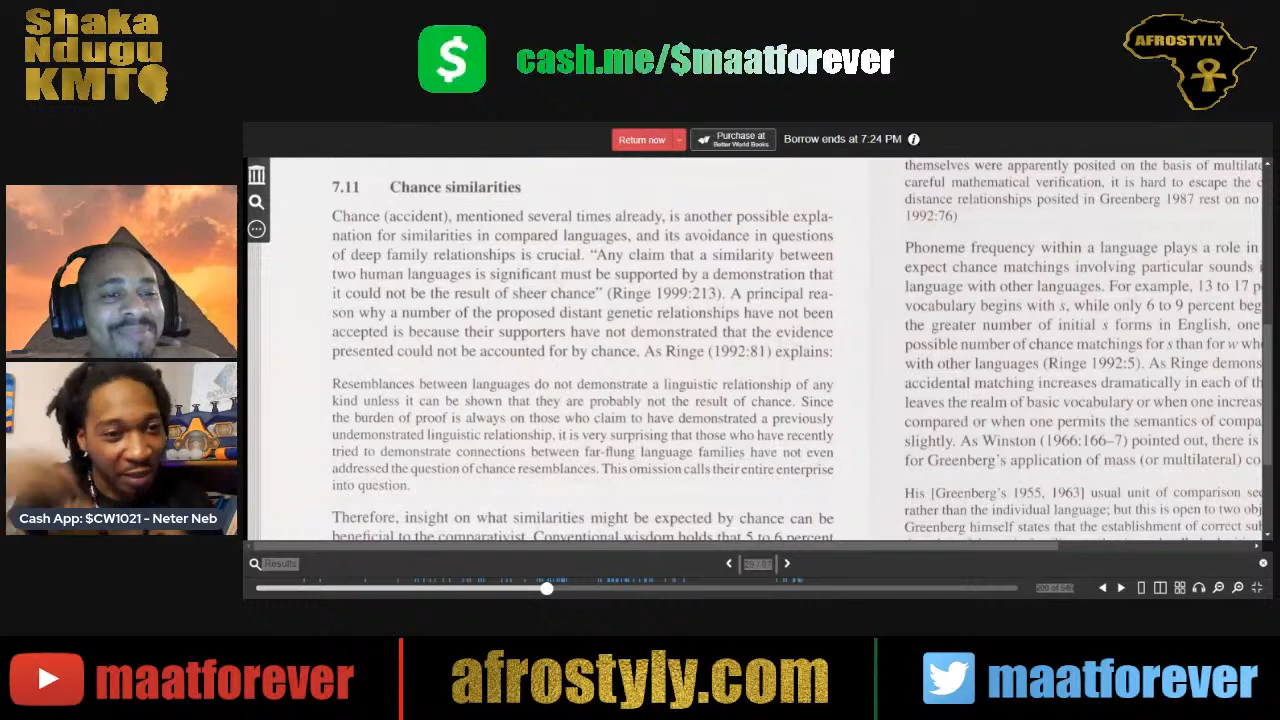 Shaka
Ndugu
KMT
$
cash.me/$maatforever
AFROSTYLY
Return now
Purchase at
Better World Books
Borrow ends at 7:24 PM
7.11 Chance similarities
Chance (accident), mentioned several times already, is another possible expla-
nation for similarities in compared languages, and its avoidance in questions
of deep family relationships is crucial. “Any claim that a similarity between
two human languages is significant must be supported by a demonstration that
it could not be the result of sheer chance” (Ringe 1999:213). A principal rea-
son why a number of the proposed distant genetic relationships have not been
accepted is because their supporters have not demonstrated that the evidence
presented could not be accounted for by chance. As Ringe (1992:81) explains:
Resemblances between languages do not demonstrate a linguistic relationship of any
kind unless it can be shown that they are probably not the result of chance. Since
the burden of proof is always on those who claim to have demonstrated a previously
undemonstrated linguistic relationship, it is very surprising that those who have recently
tried to demonstrate connections between far-flung language families have not even
addressed the question of chance resemblances. This omission calls their entire enterprise
into question.
Therefore, insight on what similarities might be expected by chance can be
beneficial to the comparativist. Conventional wisdom holds that 5 to 6 percent
themselves were apparently posited on the basis of multilat
careful mathematical verification, it is hard to escape the c
distance relationships posited in Greenberg 1987 rest on no
1992:76)
Phoneme frequency within a language plays a role in
expect chance matchings involving particular sounds i
language with other languages. For example, 13 to 17 p
vocabulary begins with s, while only 6 to 9 percent beg
the greater number of initial s forms in English, one
possible number of chance matchings for s than for w wh
with other languages (Ringe 1992:5). As Ringe demons
accidental matching increases dramatically in each of th
leaves the realm of basic vocabulary or when one increas
compared or when one permits the semantics of compa
slightly. As Winston (1966:166–7) pointed out, there is
for Greenberg’s application of mass (or multilateral) co
His [Greenberg’s 1955, 1963] usual unit of comparison se
rather than the individual language; but this is open to two obj
Greenberg himself states that the establishment of correct sub
Results
Cash App: $CW1021 - Neter Neb
maatforever
afrostyly.com
maatforever